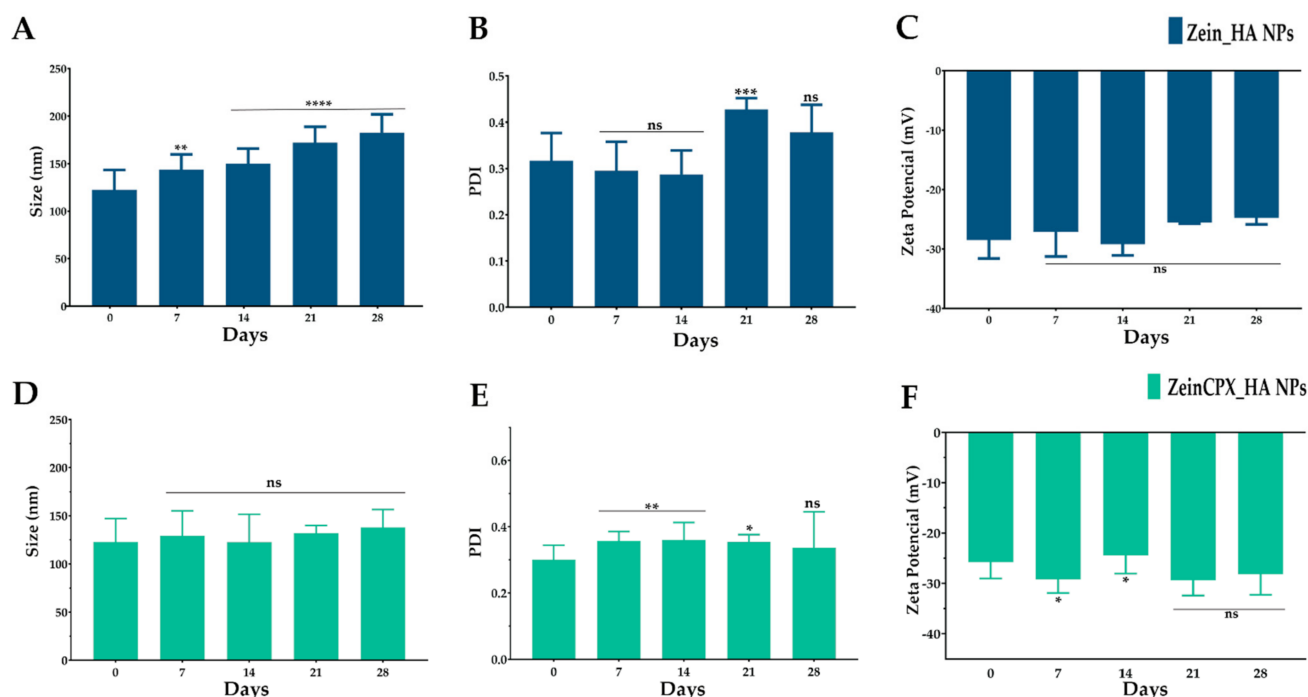 A
Size (nm)
250
200
150
100
50
0
**
****
0 7 14 21 28
Days
B
PDI
0.5
0.4
0.3
0.2
0.1
0.0
ns
***
ns
0 7 14 21 28
Days
C
Zein_HA NPs
Zeta Potencial (mV)
0
-10
-20
-30
-40
ns
0 7 14 21 28
Days
D
Size (nm)
250
200
150
100
50
0
ns
0 7 14 21 28
Days
E
PDI
0.6
0.4
0.2
0.0
**
*
ns
0 7 14 21 28
Days
F
ZeinCPX_HA NPs
Zeta Potencial (mV)
0
-10
-20
-30
-40
*
*
ns
0 7 14 21 28
Days